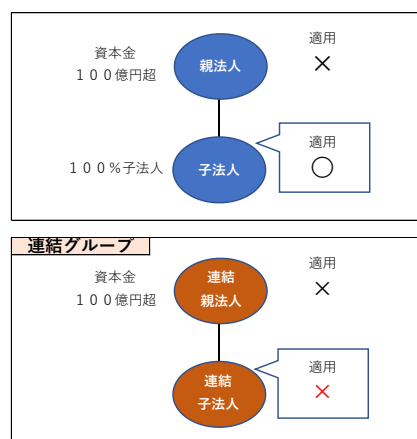 資本金
１００億円超
親法人
適用
×
１００%子法人
子法人
適用
○
連結グループ
資本金
１００億円超
連結
親法人
適用
×
連結
子法人
適用
×